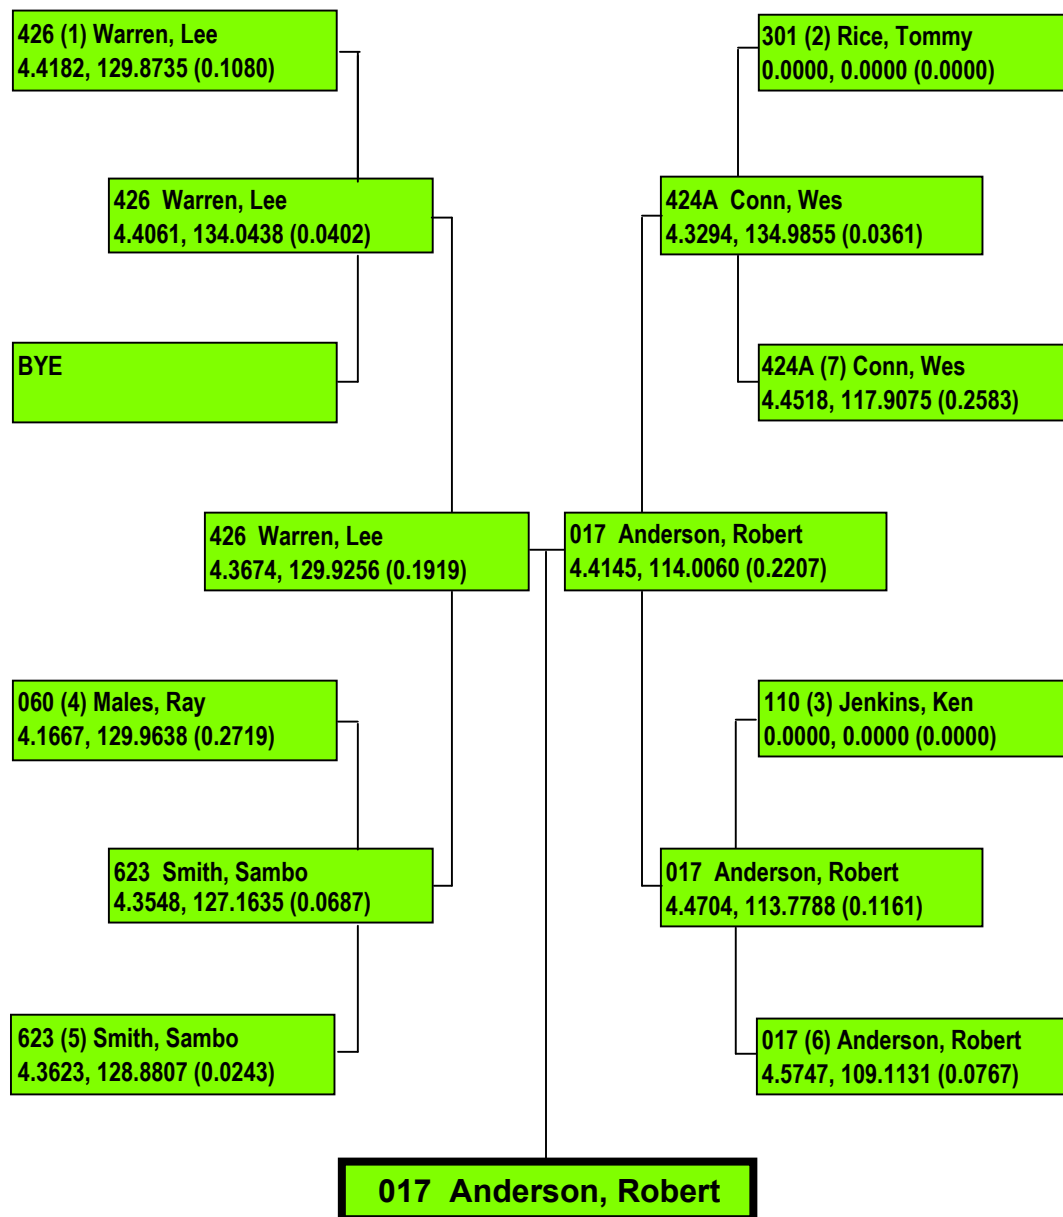 426 (1) Warren, Lee
4.4182, 129.8735 (0.1080)
301 (2) Rice, Tommy
0.0000, 0.0000 (0.0000)
426 Warren, Lee
4.4061, 134.0438 (0.0402)
424A Conn, Wes
4.3294, 134.9855 (0.0361)
BYE
424A (7) Conn, Wes
4.4518, 117.9075 (0.2583)
426 Warren, Lee
4.3674, 129.9256 (0.1919)
017 Anderson, Robert
4.4145, 114.0060 (0.2207)
060 (4) Males, Ray
4.1667, 129.9638 (0.2719)
110 (3) Jenkins, Ken
0.0000, 0.0000 (0.0000)
623 Smith, Sambo
4.3548, 127.1635 (0.0687)
017 Anderson, Robert
4.4704, 113.7788 (0.1161)
623 (5) Smith, Sambo
4.3623, 128.8807 (0.0243)
017 (6) Anderson, Robert
4.5747, 109.1131 (0.0767)
017 Anderson, Robert